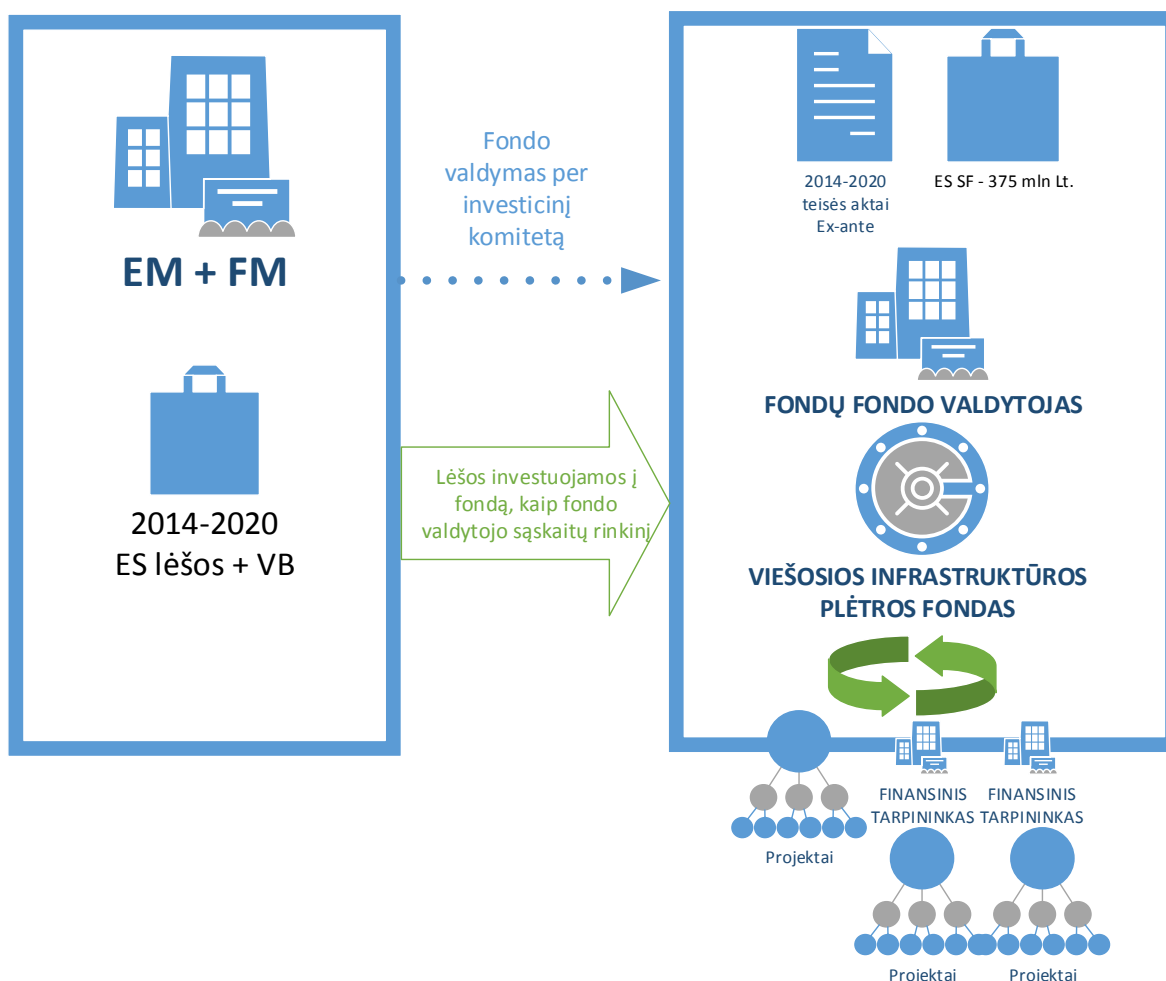 EM + FM
2014-2020
ES lėšos + VB
Fondo
valdymas per
investicinį
komitetą
Lėšos investuojamos į
fondą, kaip fondo
valdytojo sąskaitų rinkinį
2014-2020
teisės aktai
Ex-ante
ES SF - 375 mln Lt.
FONDŲ FONDO VALDYTOJAS
VIEŠOSIOS INFRASTRUKTŪROS
PLĖTROS FONDAS
Projektai
FINANSINIS
TARPININKAS
FINANSINIS
TARPININKAS
Projektai
Projektai